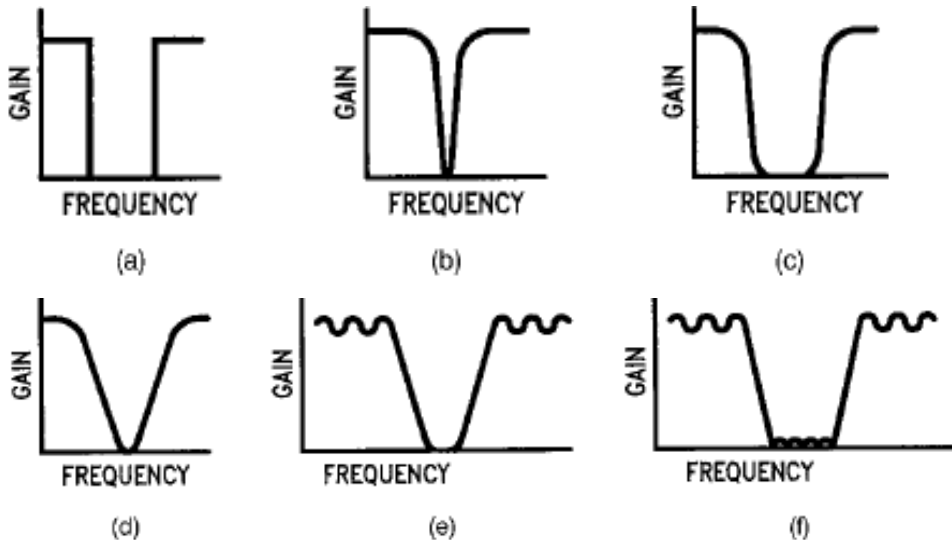 GAIN
FREQUENCY
(a)
GAIN
FREQUENCY
(b)
GAIN
FREQUENCY
(c)
GAIN
FREQUENCY
(d)
GAIN
FREQUENCY
(e)
GAIN
FREQUENCY
(f)